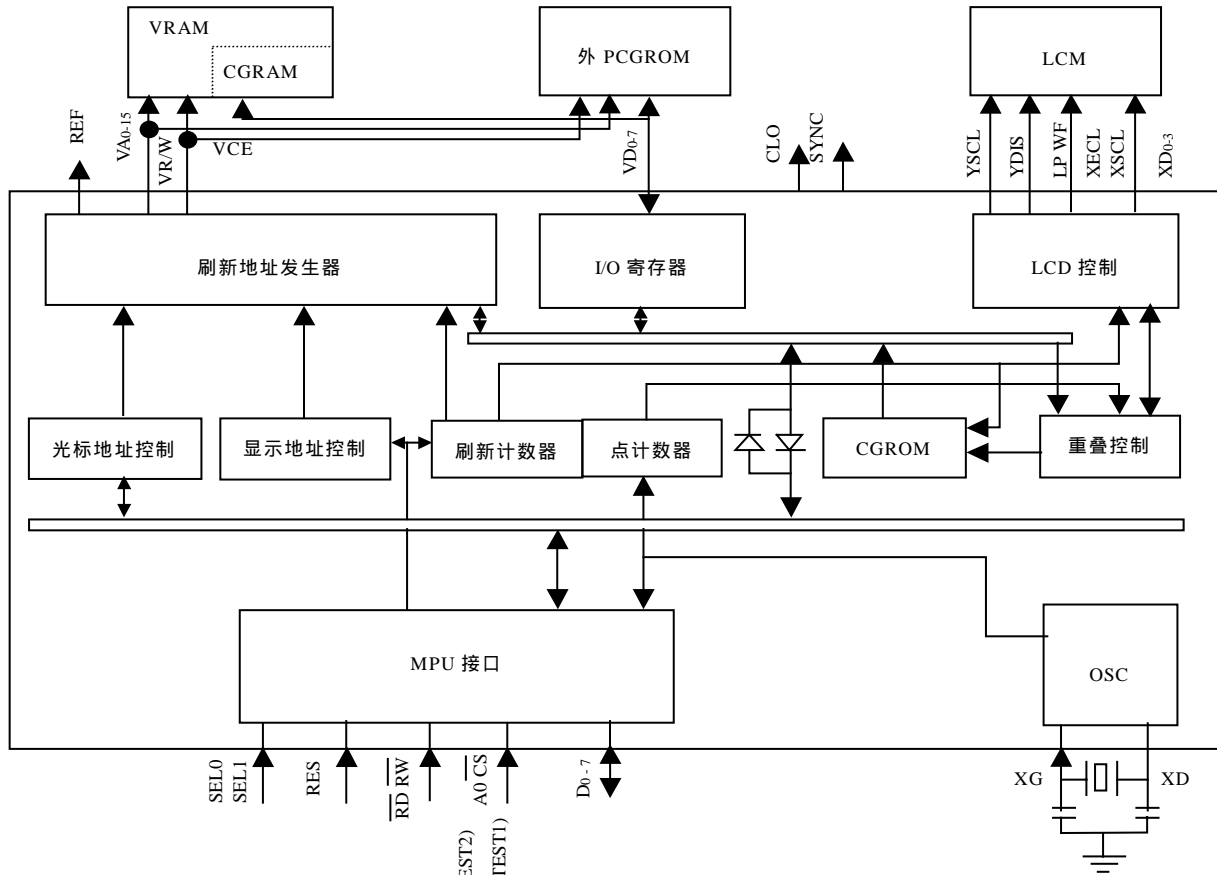 VRAM
CGRAM
外 PCGROM
LCM
REF
VA0-15
VR/W
VCE
VD0-7
CLO
SYNC
YSCL
YDIS
LP WF
XECL
XSCL
XD0-3
刷新地址发生器
I/O 寄存器
LCD 控制
光标地址控制
显示地址控制
刷新计数器
点计数器
CGROM
重叠控制
MPU 接口
OSC
SEL0
SEL1
RES
RD RW
A0 CS
D0-7
EST2)
TEST1)
XG
XD